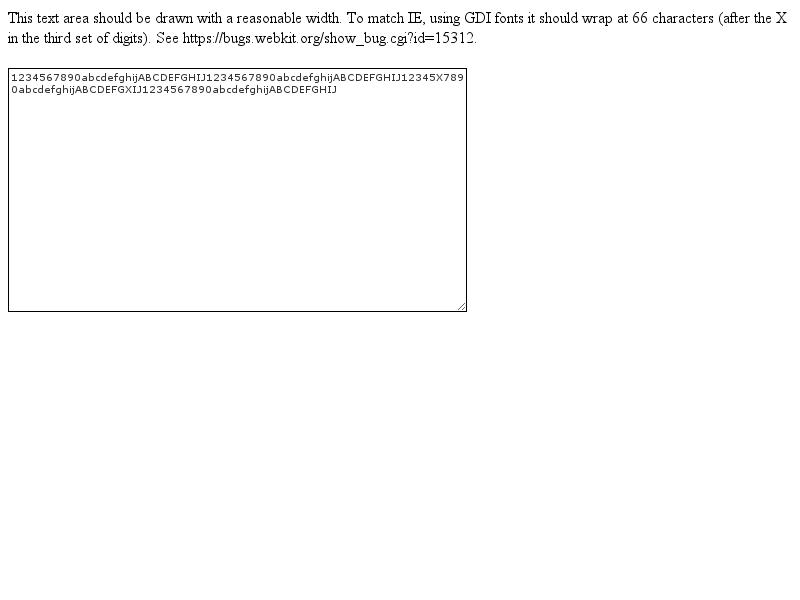 This text area should be drawn with a reasonable width. To match IE, using GDI fonts it should wrap at 66 characters (after the X
in the third set of digits). See https://bugs.webkit.org/show_bug.cgi?id=15312.
1234567890abcdefghijABCDEFGHIJ1234567890abcdefghijABCDEFGHIJ12345X789
0abcdefghijABCDEFGXIJ1234567890abcdefghijABCDEFGHIJ